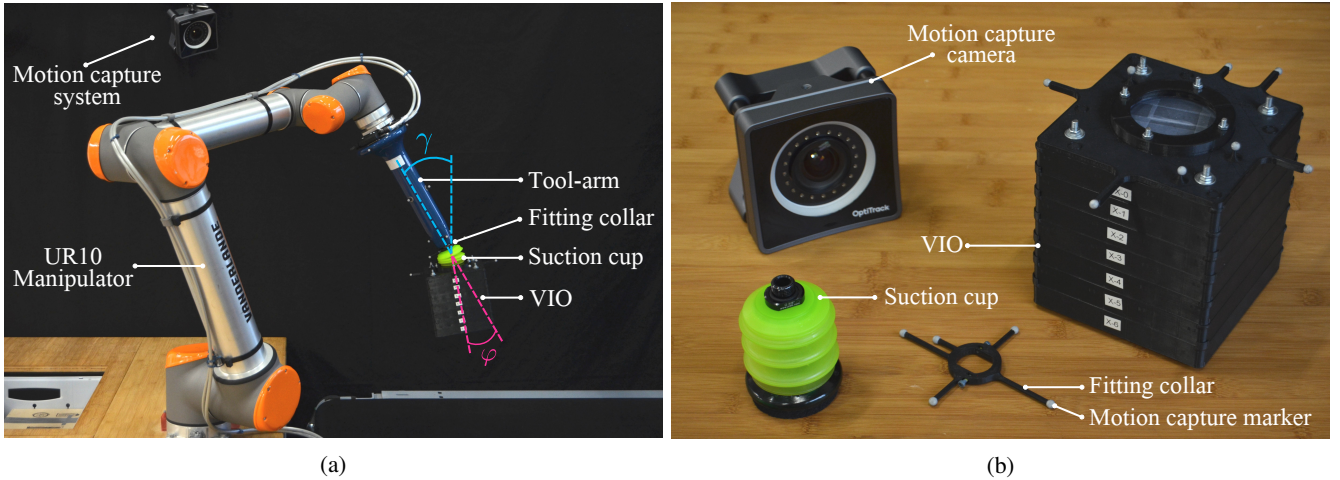 Motion capture
system
γ
Tool-arm
Fitting collar
Suction cup
UR10
Manipulator
VANDERLANDE
VIO
φ
(a)
Motion capture
camera
OptiTrack
X-0
X-1
X-2
X-3
X-4
X-5
X-6
VIO
Suction cup
Fitting collar
Motion capture marker
(b)